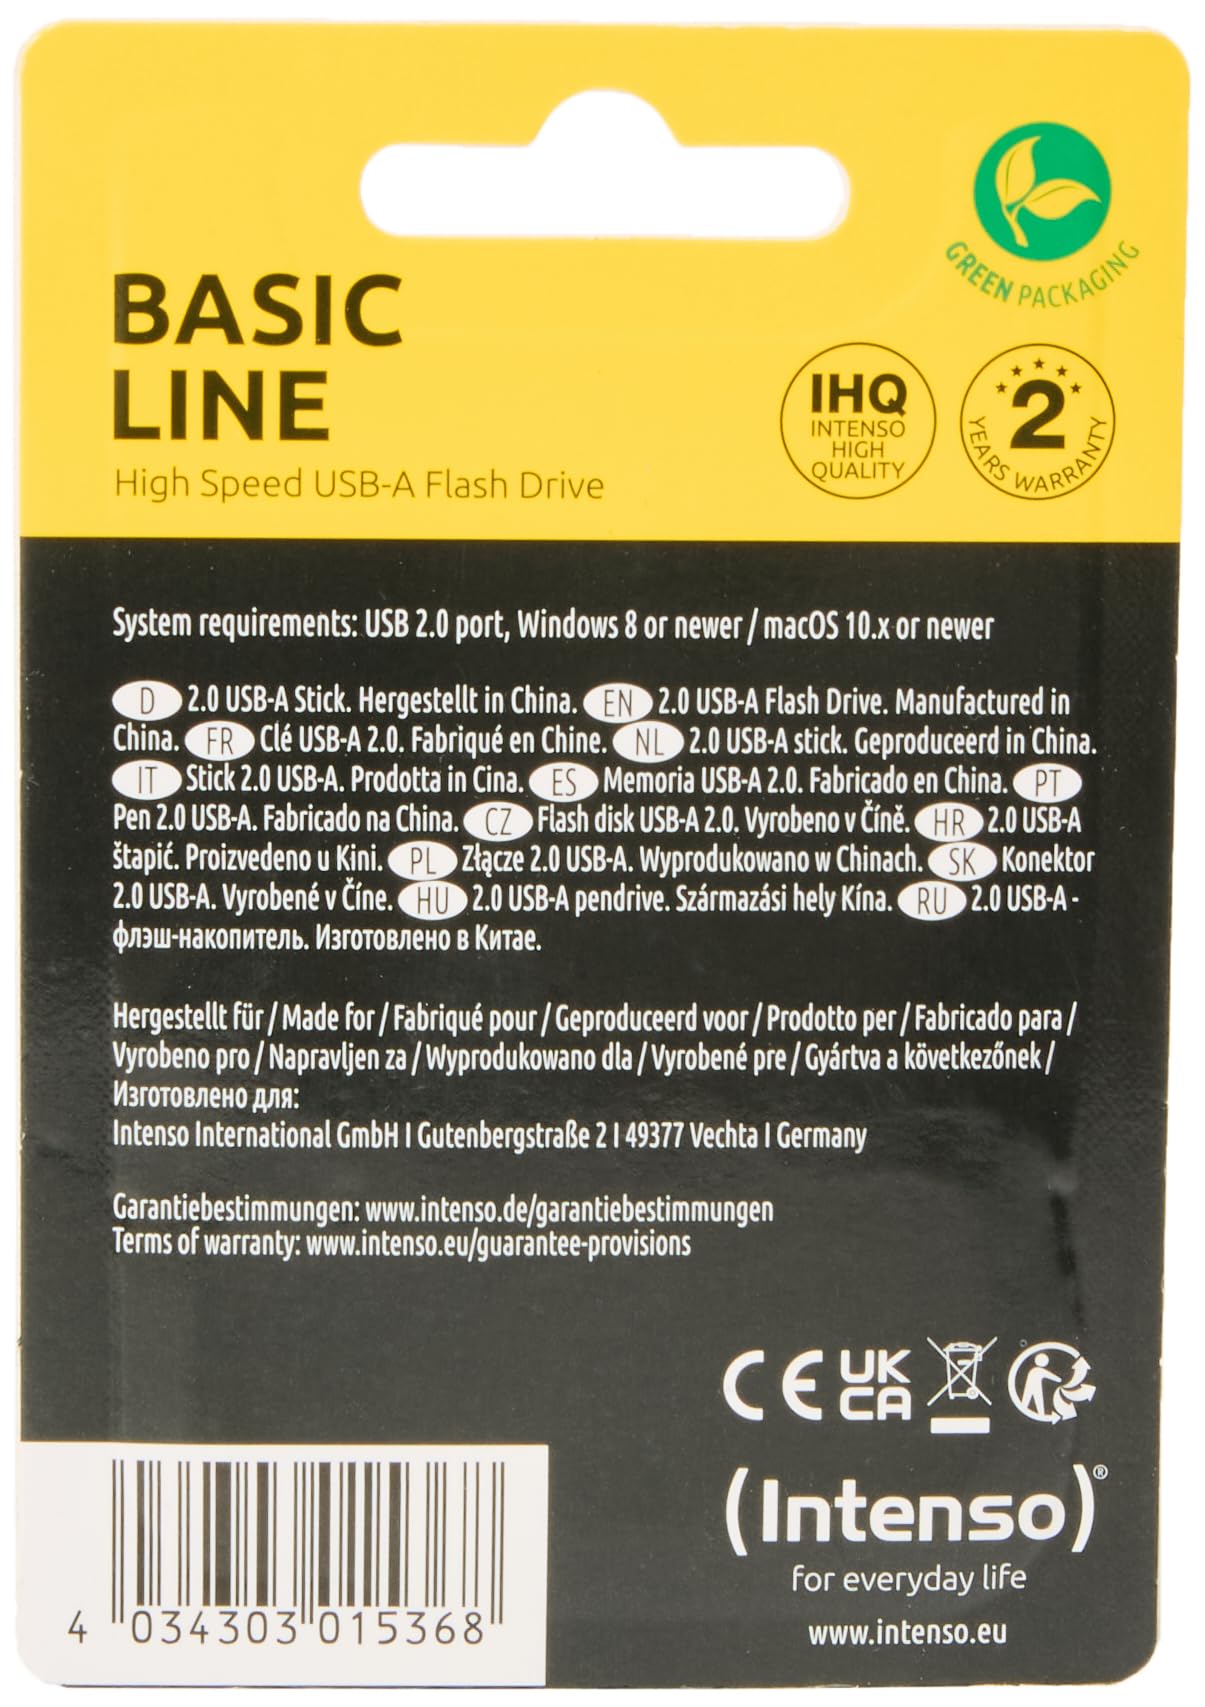 GREEN PACKAGING
BASIC
LINE
High Speed USB-A Flash Drive
IHQ
INTENSO
HIGH
QUALITY
2
YEARS WARRANTY
System requirements: USB 2.0 port, Windows 8 or newer / macOS 10.x or newer
D 2.0 USB-A Stick. Hergestellt in China. EN 2.0 USB-A Flash Drive. Manufactured in
China. FR Clé USB-A 2.0. Fabriqué en Chine. NL 2.0 USB-A stick. Geproduceerd in China.
IT Stick 2.0 USB-A. Prodotta in Cina. ES Memoria USB-A 2.0. Fabricado en China. PT
Pen 2.0 USB-A. Fabricado na China. CZ Flash disk USB-A 2.0. Vyrobeno v Číně. HR 2.0 USB-A
štapić. Proizvedeno u Kini. PL Złącze 2.0 USB-A. Wyprodukowano w Chinach. SK Konektor
2.0 USB-A. Vyrobené v Číne. HU 2.0 USB-A pendrive. Származási hely Kína. RU 2.0 USB-A -
флэш-накопитель. Изготовлено в Китае.
Hergestellt für / Made for / Fabriqué pour / Geproduceerd voor / Prodotto per / Fabricado para /
Vyrobeno pro / Napravljen za / Wyprodukowano dla / Vyrobené pre / Gyártva a következőnek /
Изготовлено для:
Intenso International GmbH I Gutenbergstraße 2 I 49377 Vechta I Germany
Garantiebestimmungen: www.intenso.de/garantiebestimmungen
Terms of warranty: www.intenso.eu/guarantee-provisions
CE UK CA
(Intenso)®
for everyday life
www.intenso.eu
4 034303 015368